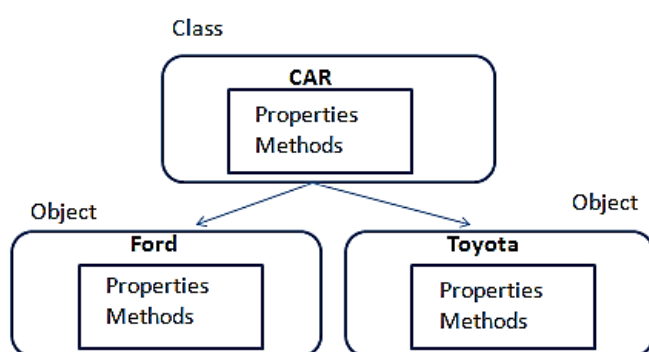 Class
CAR
Properties
Methods
Object
Object
Ford
Properties
Methods
Toyota
Properties
Methods